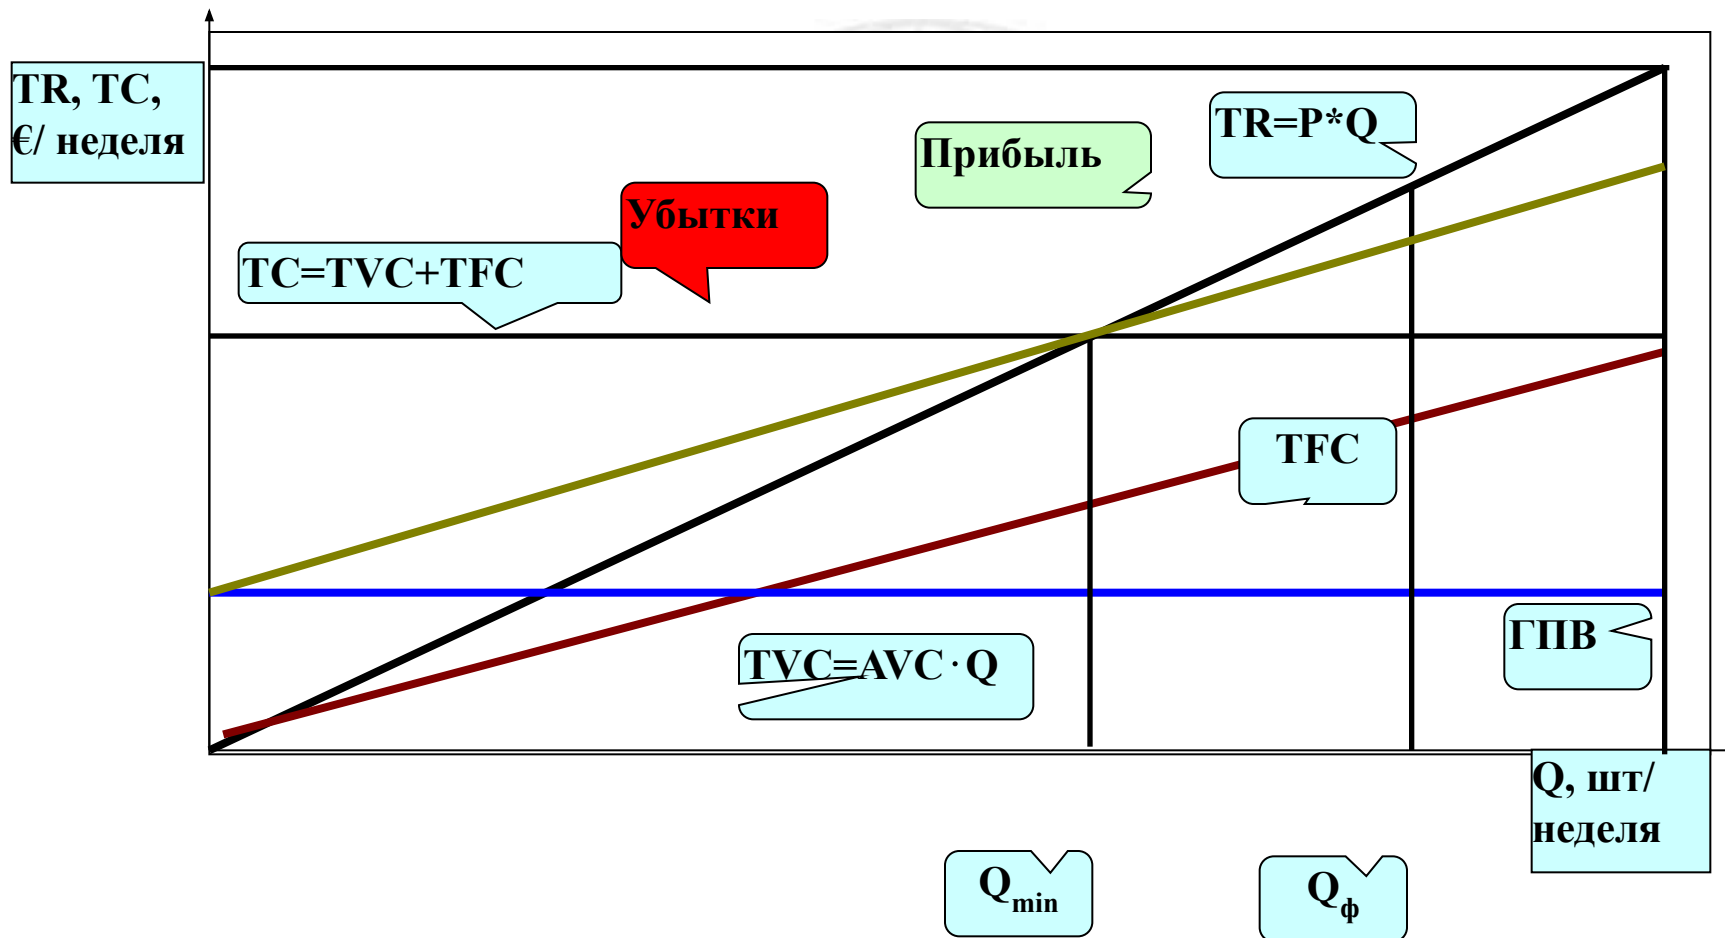 TR, TC,
€/ неделя
TR=P*Q
Прибыль
Убытки
TC=TVC+TFC
TFC
ГПВ
TVC=AVC·Q
Q, шт/
неделя
Qmin
Qф